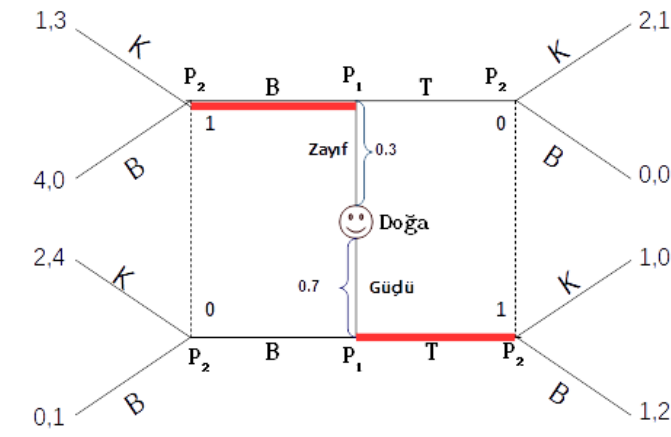 1,3 K K 2,1
P₂ B P₁ T P₂
1 0
Zayıf 0.3
4,0 B B 0,0
Doğa
2,4 K K 1,0
0.7 Güçlü
0 1
P₂ B P₁ T P₂
0,1 B B 1,2